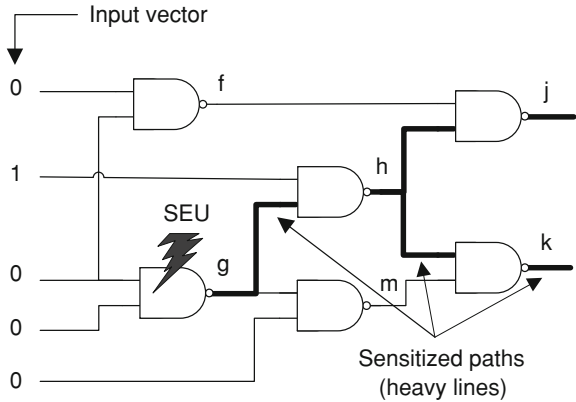 Input vector
0
f
j
1
h
SEU
g
k
0
m
0
Sensitized paths
(heavy lines)
0